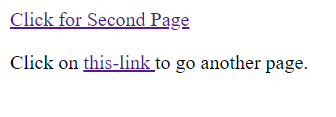 Click for Second Page
Click on this-link to go another page.